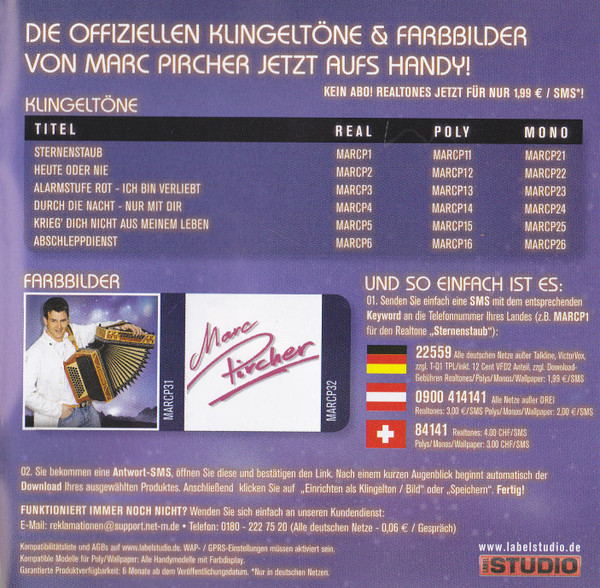 DIE OFFIZIELLEN KLINGELTÖNE & FARBBILDER
VON MARC PIRCHER JETZT AUFS HANDY!
KEIN ABO! REALTONES JETZT FÜR NUR 1,99 € / SMS*!
KLINGELTÖNE
TITEL REAL POLY MONO
STERNENSTAUB MARCP1 MARCP11 MARCP21
HEUTE ODER NIE MARCP2 MARCP12 MARCP22
ALARMSTUFE ROT - ICH BIN VERLIEBT MARCP3 MARCP13 MARCP23
DURCH DIE NACHT - NUR MIT DIR MARCP4 MARCP14 MARCP24
KRIEG' DICH NICHT AUS MEINEM LEBEN MARCP5 MARCP15 MARCP25
ABSCHLEPPDIENST MARCP6 MARCP16 MARCP26
FARBBILDER
MARCP31
Marc
Pircher
MARCP32
UND SO EINFACH IST ES:
01. Senden Sie einfach eine SMS mit dem entsprechenden
Keyword an die Telefonnummer Ihres Landes (z.B. MARCP1
für den Realtone „Sternenstaub"):
22559 Alle deutschen Netze außer Talkline, VictorVox,
zzgl. T-D1 TPL/inkl. 12 Cent VFD2 Anteil, zzgl. Download-
Gebühren Realtones/Polys/Monos/Wallpaper: 1,99 €/SMS
0900 414141 Alle Netze außer DREI
Realtones: 3,00 €/SMS Polys/Monos/Wallpaper: 2,00 €/SMS
84141 Realtones: 4.00 CHF/SMS
Polys/Monos/Wallpaper: 3.00 CHF/SMS
02. Sie bekommen eine Antwort-SMS, öffnen Sie diese und bestätigen den Link. Nach einem kurzen Augenblick beginnt automatisch der
Download Ihres ausgewählten Produktes. Anschließend klicken Sie auf „Einrichten als Klingelton / Bild" oder „Speichern". Fertig!
FUNKTIONIERT IMMER NOCH NICHT? Wenden Sie sich einfach an unseren Kundendienst:
E-Mail: reklamationen@support.net-m.de • Telefon: 0180 - 222 75 20 (Alle deutschen Netze - 0,06 € / Gespräch)
Kompatibilitätsliste und AGBs auf www.labelstudio.de. WAP- / GPRS-Einstellungen müssen aktiviert sein.
Kompatible Modelle für Poly/Wallpaper: Alle Handymodelle mit Farbdisplay.
Garantierte Produktverfügbarkeit: 6 Monate ab dem Veröffentlichungsdatum. *Nur in deutschen Netzen.
www.labelstudio.de
LABEL STUDIO